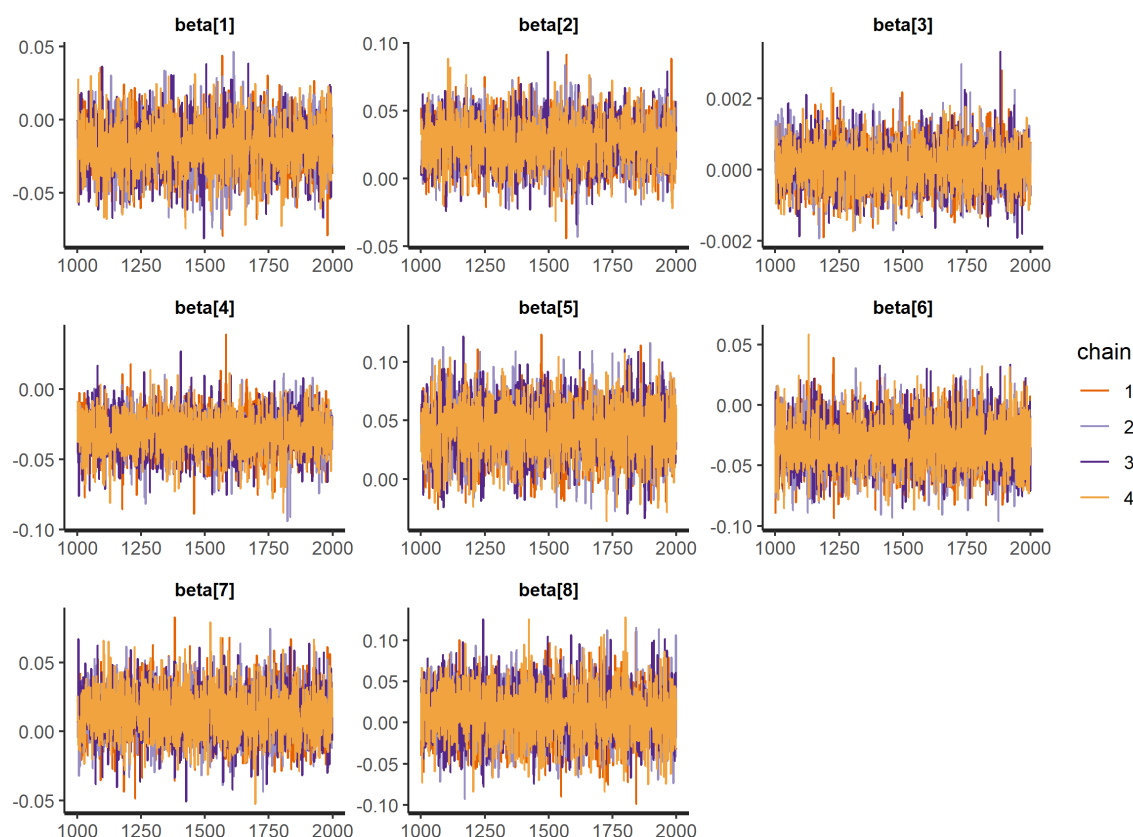 beta[1] beta[2] beta[3]
0.05 0.10
0.002
0.00 0.05
0.000
-0.05 0.00
-0.05 -0.002
1000 1250 1500 1750 2000 1000 1250 1500 1750 2000 1000 1250 1500 1750 2000
beta[4] beta[5] beta[6]
0.00 0.10 0.05
0.05 0.00
-0.05 0.00 -0.05
-0.10 -0.10
1000 1250 1500 1750 2000 1000 1250 1500 1750 2000 1000 1250 1500 1750 2000
chain
1
2
3
4
beta[7] beta[8]
0.05 0.10
0.05
0.00 0.00
-0.05
-0.05 -0.10
1000 1250 1500 1750 2000 1000 1250 1500 1750 2000